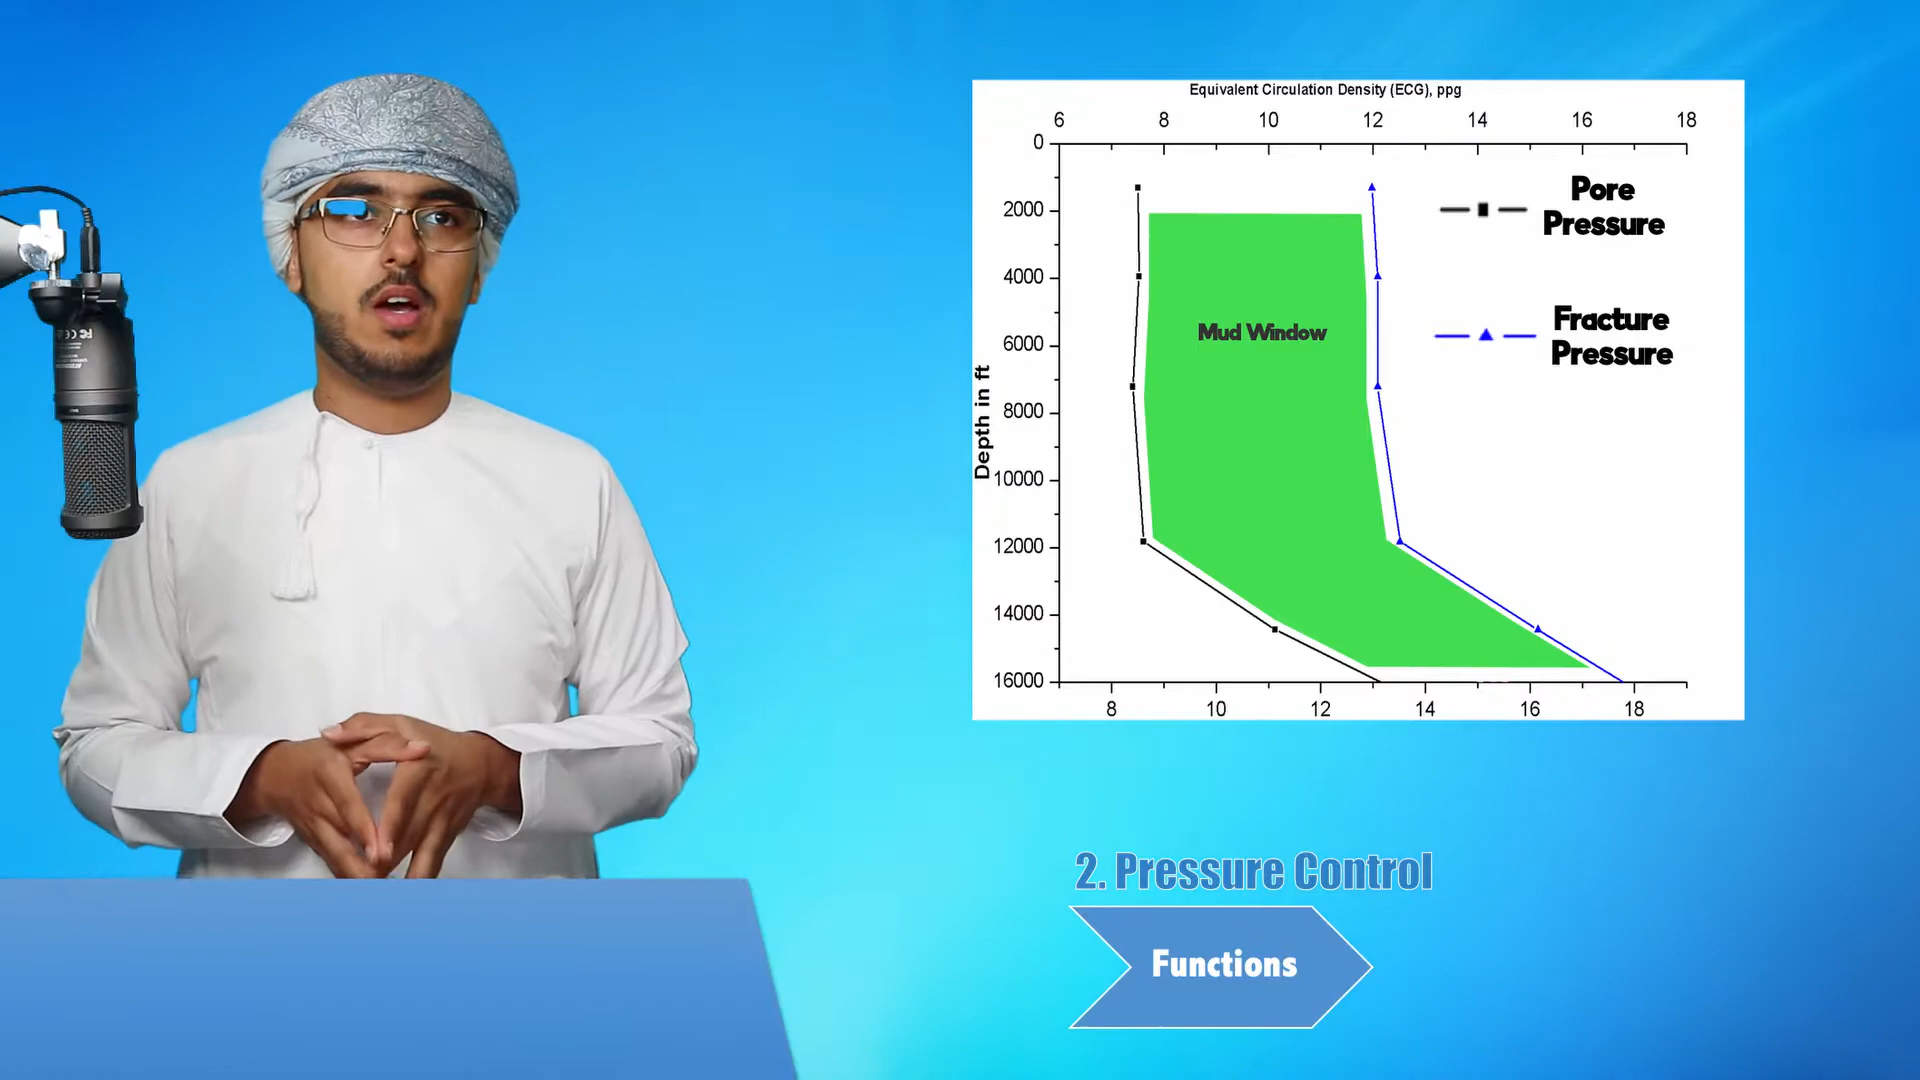 Equivalent Circulation Density (ECG), ppg
6 8 10 12 14 16 18
0
2000
4000
6000
8000
10000
12000
14000
16000
Depth in ft
Pore
Pressure
Fracture
Pressure
Mud Window
8 10 12 14 16 18
2. Pressure Control
Functions